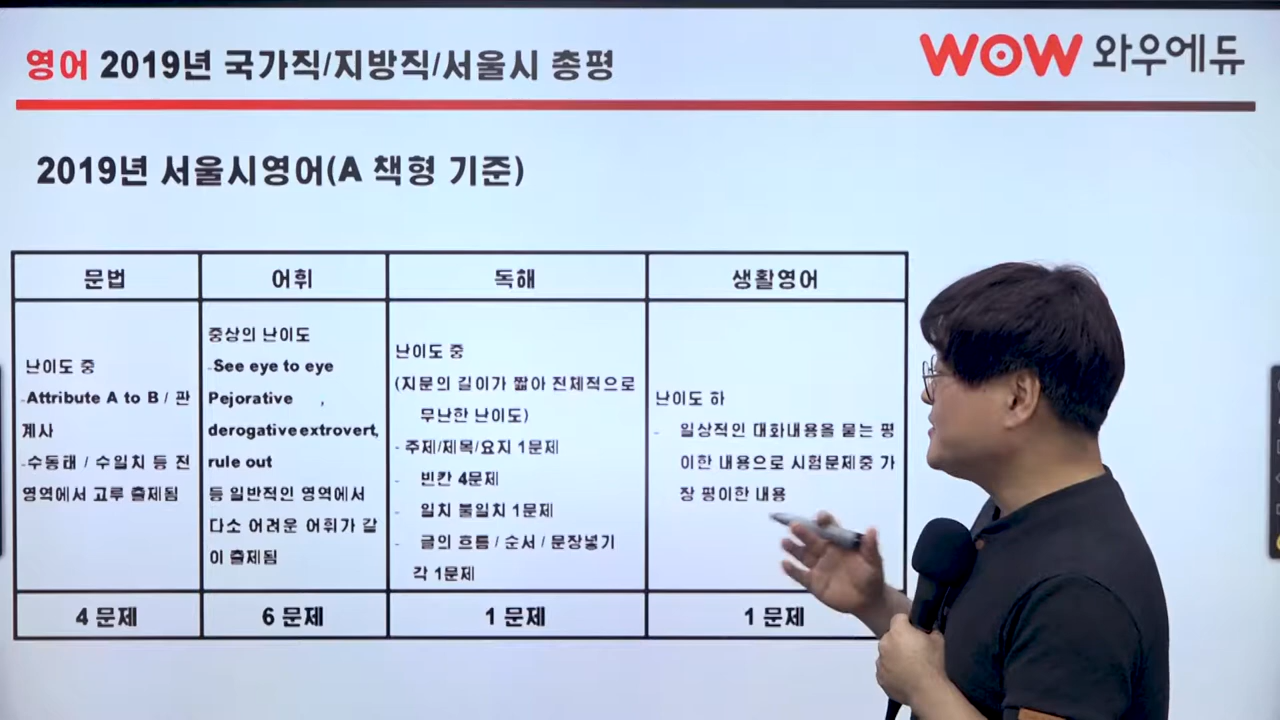 영어 2019년 국가직/지방직/서울시 총평
WOW 와우에듀
2019년 서울시영어(A 책형 기준)
문법
어휘
독해
생활영어
난이도 중
-Attribute A to B / 관
계사
-수동태 / 수일치 등 전
영역에서 고루 출제됨
중상의 난이도
-See eye to eye
Pejorative ,
derogative extrovert,
rule out
등 일반적인 영역에서
다소 어려운 어휘가 같
이 출제됨
난이도 중
(지문의 길이가 짧아 전체적으로
무난한 난이도)
- 주제/제목/요지 1문제
- 빈칸 4문제
- 일치 불일치 1문제
- 글의 흐름 / 순서 / 문장넣기
각 1문제
난이도 하
- 일상적인 대화내용을 묻는 평
이한 내용으로 시험문제중 가
장 평이한 내용
4 문제
6 문제
1 문제
1 문제